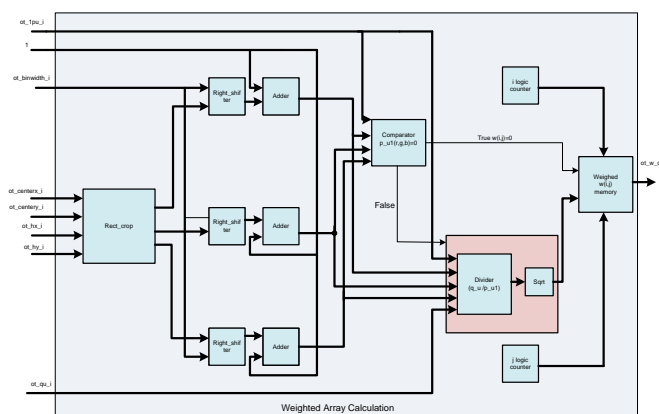 ot_1pu_i
1
ot_binwidth_i
ot_centerx_i
ot_centery_i
ot_hx_i
ot_hy_i
ot_qu_i
Rect_crop
Right_shif
ter
Adder
Right_shif
ter
Adder
Right_shif
ter
Adder
Comparator
p_u1(r,g,b)=0
True w(i,j)=0
False
Divider
(q_u /p_u1)
Sqrt
i logic
counter
Weighed
w(i,j)
memory
j logic
counter
Weighted Array Calculation